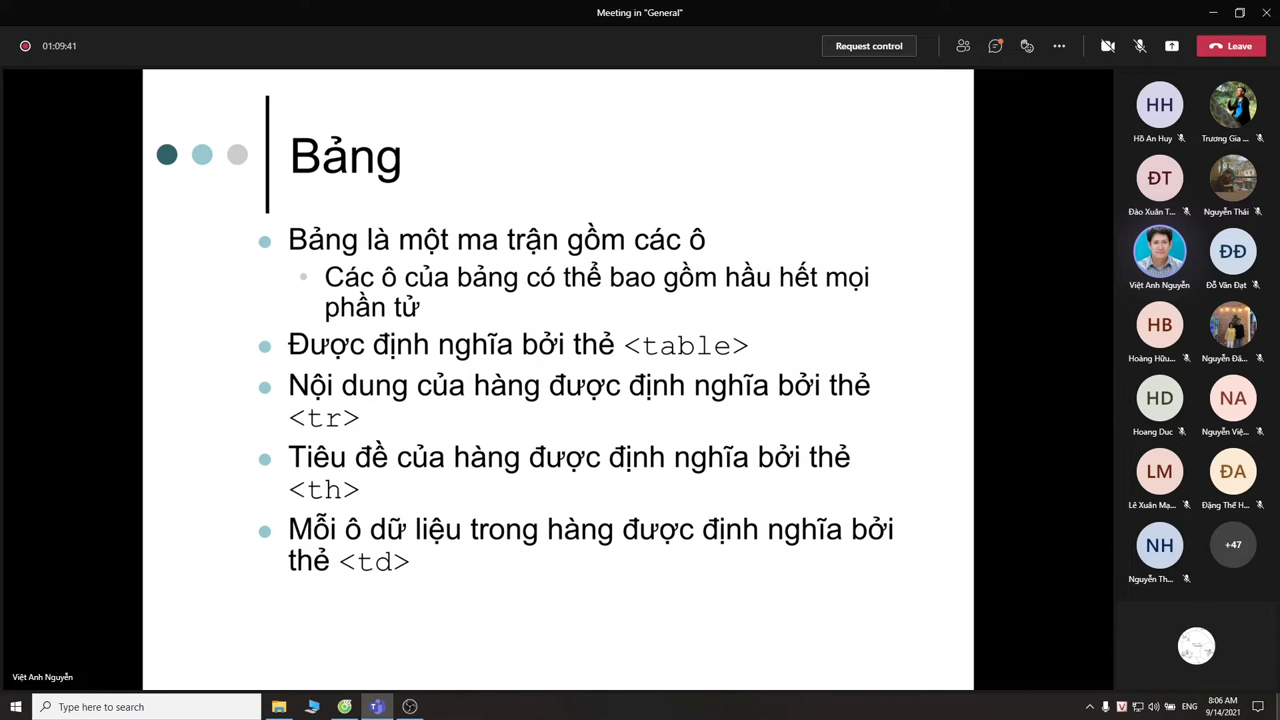 Meeting in "General"
01:09:41
Request control
Leave
Bảng
Bảng là một ma trận gồm các ô
Các ô của bảng có thể bao gồm hầu hết mọi
phần tử
Được định nghĩa bởi thẻ <table>
Nội dung của hàng được định nghĩa bởi thẻ
<tr>
Tiêu đề của hàng được định nghĩa bởi thẻ
<th>
Mỗi ô dữ liệu trong hàng được định nghĩa bởi
thẻ <td>
HH
Hồ An Huy
Trương Gia ...
ĐT
Đào Xuân T...
Nguyễn Thái
Việt Anh Nguyễn
ĐĐ
Đỗ Văn Đạt
HB
Hoàng Hữu...
Nguyễn Đă...
HD
Hoang Duc
NA
Nguyễn Việ...
LM
Lê Xuân Mạ...
ĐA
Đặng Thế H...
NH
Nguyễn Th...
+47
Việt Anh Nguyễn
Type here to search
V
ENG
8:06 AM
9/14/2021